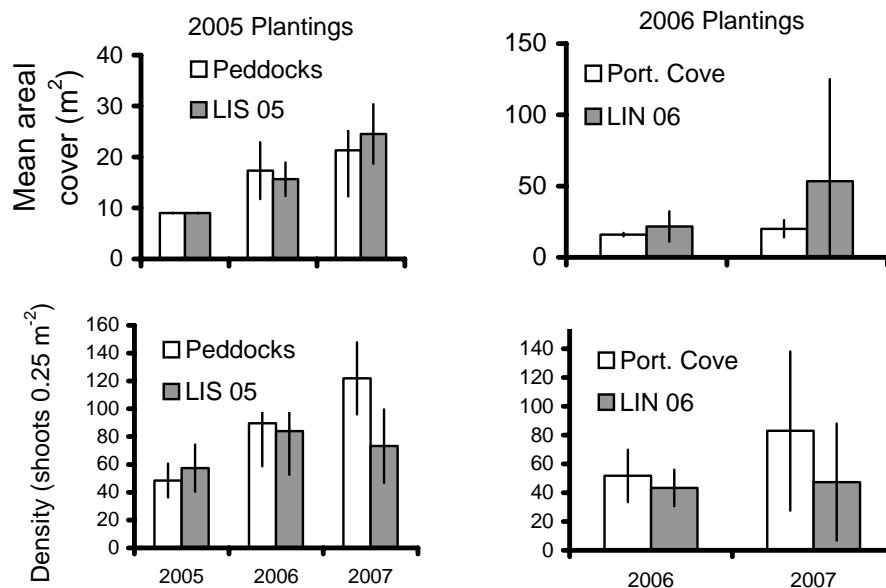 2005 Plantings
Mean areal cover (m²)
40
30
20
10
0
Peddocks
LIS 05
2006 Plantings
150
100
50
0
Port. Cove
LIN 06
Density (shoots 0.25 m⁻²)
160
140
120
100
80
60
40
20
0
Peddocks
LIS 05
2005 2006 2007
140
120
100
80
60
40
20
0
Port. Cove
LIN 06
2006 2007